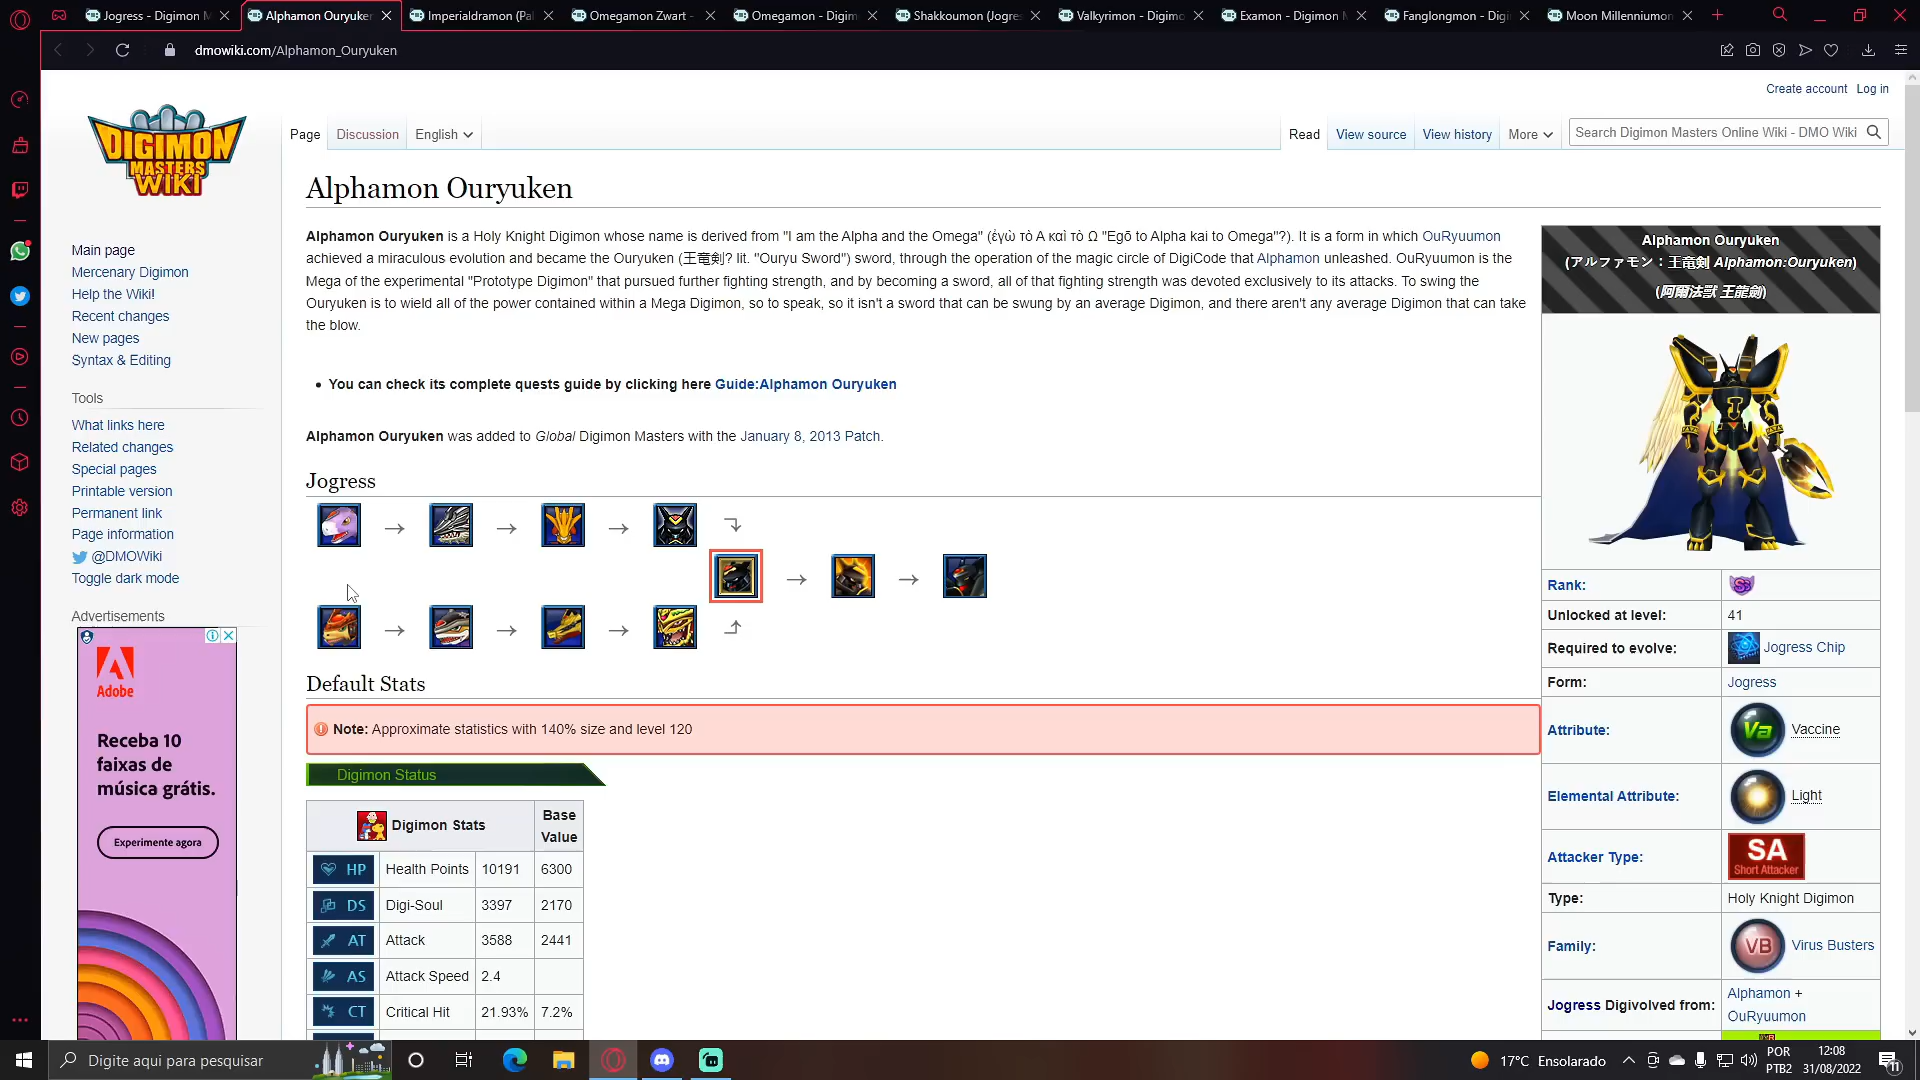 Jogress - Digimon M
Alphamon Ouryuker
Imperialdramon (Pal
Omegamon Zwart -
Omegamon - Digim
Shakkoumon (Jogres
Valkyrimon - Digimo
Examon - Digimon M
Fanglongmon - Digi
Moon Millenniumon
dmowiki.com/Alphamon_Ouryuken
Create account Log in
DIGIMON
MASTERS
WIKI
Page Discussion English
Read View source View history More Search Digimon Masters Online Wiki - DMO Wiki
Alphamon Ouryuken
Alphamon Ouryuken is a Holy Knight Digimon whose name is derived from "I am the Alpha and the Omega" (ἐγὼ τὸ Α καὶ τὸ Ω "Egō to Alpha kai to Omega"?). It is a form in which OuRyuumon
achieved a miraculous evolution and became the Ouryuken (王竜剣? lit. "Ouryu Sword") sword, through the operation of the magic circle of DigiCode that Alphamon unleashed. OuRyuumon is the
Mega of the experimental "Prototype Digimon" that pursued further fighting strength, and by becoming a sword, all of that fighting strength was devoted exclusively to its attacks. To swing the
Ouryuken is to wield all of the power contained within a Mega Digimon, so to speak, so it isn't a sword that can be swung by an average Digimon, and there aren't any average Digimon that can take
the blow.
You can check its complete quests guide by clicking here Guide:Alphamon Ouryuken
Alphamon Ouryuken was added to Global Digimon Masters with the January 8, 2013 Patch.
Jogress
Default Stats
Note: Approximate statistics with 140% size and level 120
Digimon Status
Digimon Stats Base Value
HP Health Points 10191 6300
DS Digi-Soul 3397 2170
AT Attack 3588 2441
AS Attack Speed 2.4
CT Critical Hit 21.93% 7.2%
Main page
Mercenary Digimon
Help the Wiki!
Recent changes
New pages
Syntax & Editing
Tools
What links here
Related changes
Special pages
Printable version
Permanent link
Page information
@DMOWiki
Toggle dark mode
Advertisements
Adobe
Receba 10
faixas de
música grátis.
Experimente agora
Alphamon Ouryuken
(アルファモン：王竜剣 Alphamon:Ouryuken)
(阿爾法獸 王龍劍)
Rank: S
Unlocked at level: 41
Required to evolve: Jogress Chip
Form: Jogress
Attribute: Va Vaccine
Elemental Attribute: Light
Attacker Type: SA Short Attacker
Type: Holy Knight Digimon
Family: VB Virus Busters
Jogress Digivolved from: Alphamon +
OuRyuumon
Digite aqui para pesquisar
17°C Ensolarado
POR
PTB2
12:08
31/08/2022
11